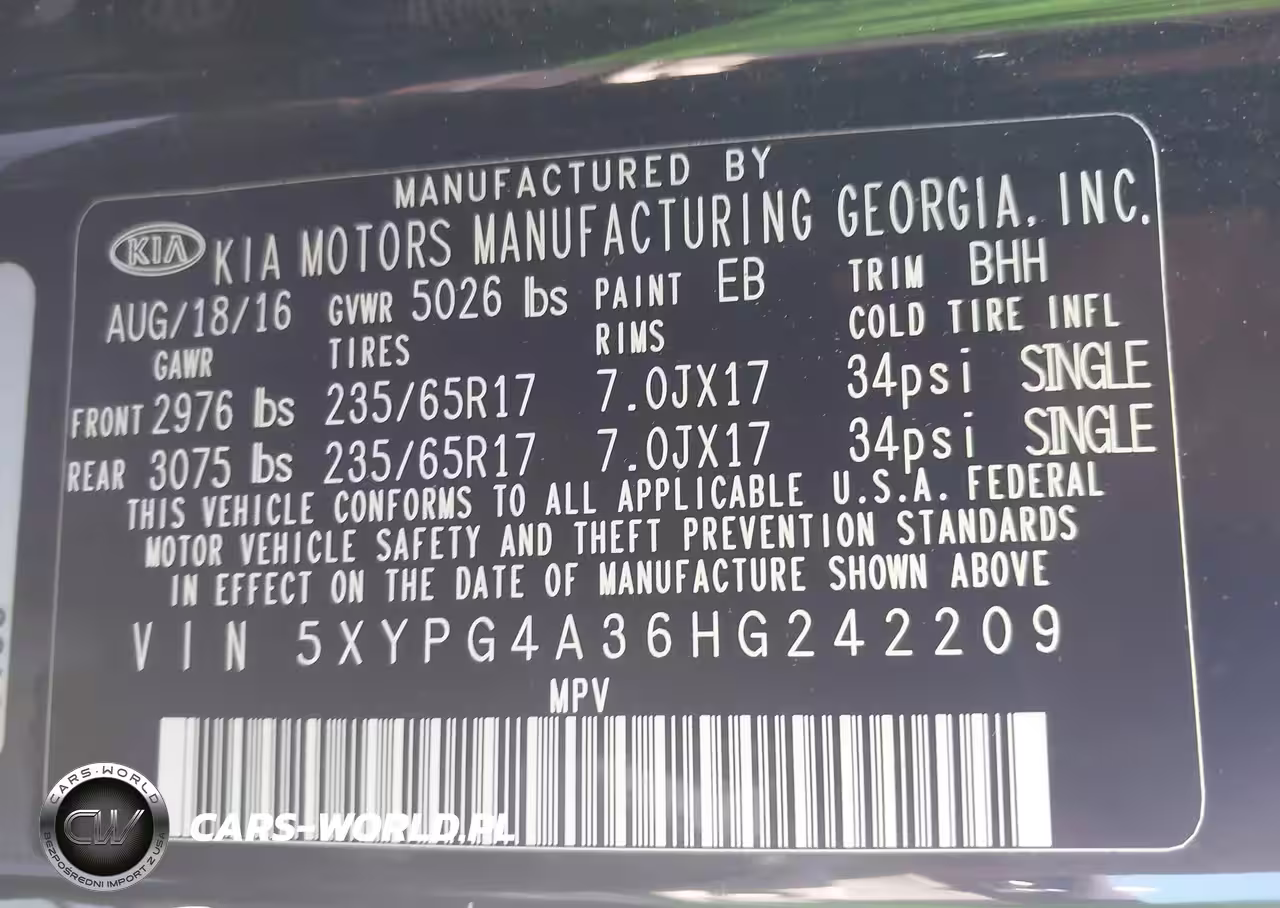 MANUFACTURED BY
KIA KIA MOTORS MANUFACTURING GEORGIA, INC.
AUG/18/16 GVWR 5026 lbs PAINT EB TRIM BHH
GAWR TIRES RIMS COLD TIRE INFL
FRONT 2976 lbs 235/65R17 7.0JX17 34psi SINGLE
REAR 3075 lbs 235/65R17 7.0JX17 34psi SINGLE
THIS VEHICLE CONFORMS TO ALL APPLICABLE U.S.A. FEDERAL
MOTOR VEHICLE SAFETY AND THEFT PREVENTION STANDARDS
IN EFFECT ON THE DATE OF MANUFACTURE SHOWN ABOVE
VIN 5XYPG4A36HG242209
MPV
CARS-WORLD
CW
BEZPOŚREDNI IMPORT Z USA
CARS-WORLD.PL